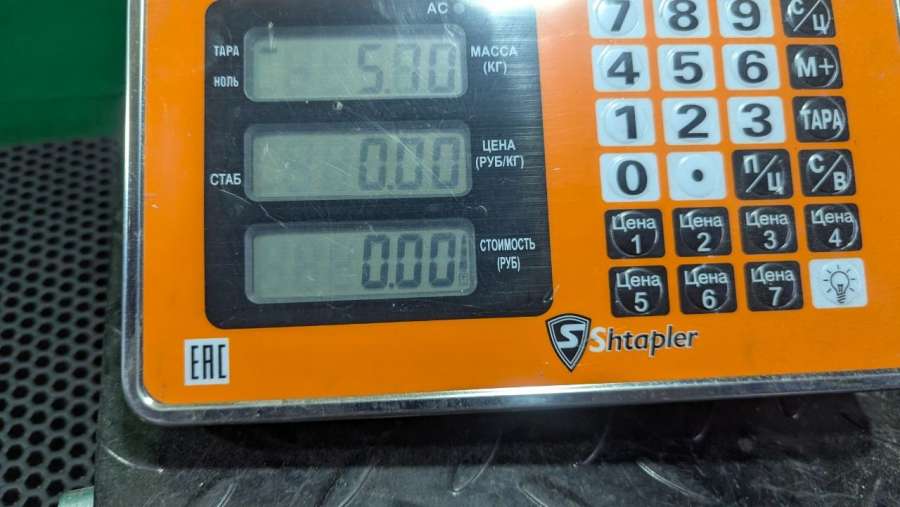 AC
ТАРА
НОЛЬ
5.70
МАССА
(КГ)
ЦЕНА
(РУБ/КГ)
0.00
СТАБ
0.00
СТОИМОСТЬ
(РУБ)
7 8 9 С/Ц
4 5 6 М+
1 2 3 ТАРА
0 . П/Ц С/В
Цена 1 Цена 2 Цена 3 Цена 4
Цена 5 Цена 6 Цена 7
S Shtapler
EAC